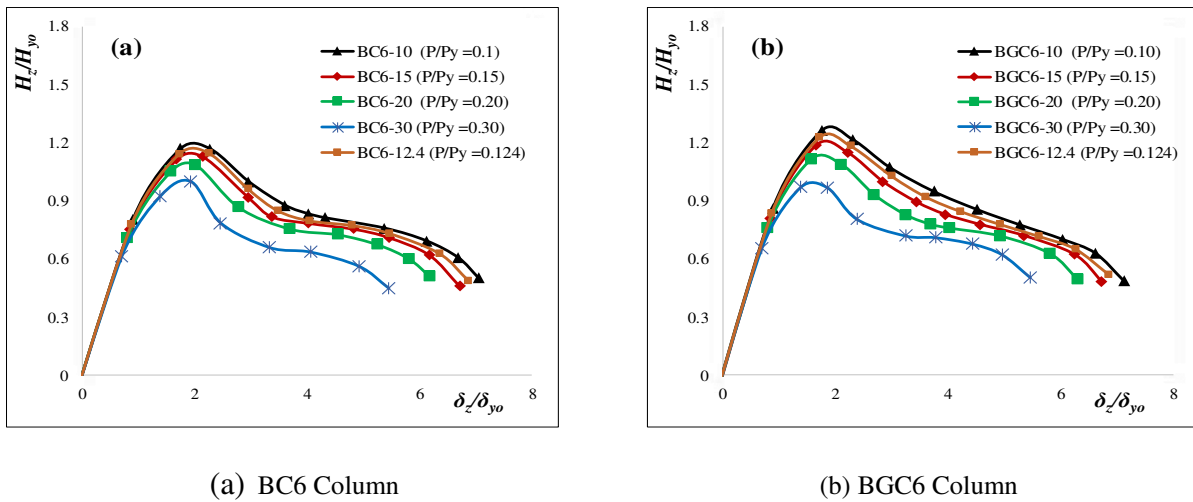 1.8
1.5
1.2
0.9
0.6
0.3
0
Hz/Hyo
(a)
BC6-10 (P/Py =0.1)
BC6-15 (P/Py =0.15)
BC6-20 (P/Py =0.20)
BC6-30 (P/Py =0.30)
BC6-12.4 (P/Py =0.124)
0 2 4 6 8
δz/δyo
1.8
1.5
1.2
0.9
0.6
0.3
0
Hz/Hyo
(b)
BGC6-10 (P/Py =0.10)
BGC6-15 (P/Py =0.15)
BGC6-20 (P/Py =0.20)
BGC6-30 (P/Py =0.30)
BGC6-12.4 (P/Py =0.124)
0 2 4 6 8
δz/δyo
(a) BC6 Column
(b) BGC6 Column